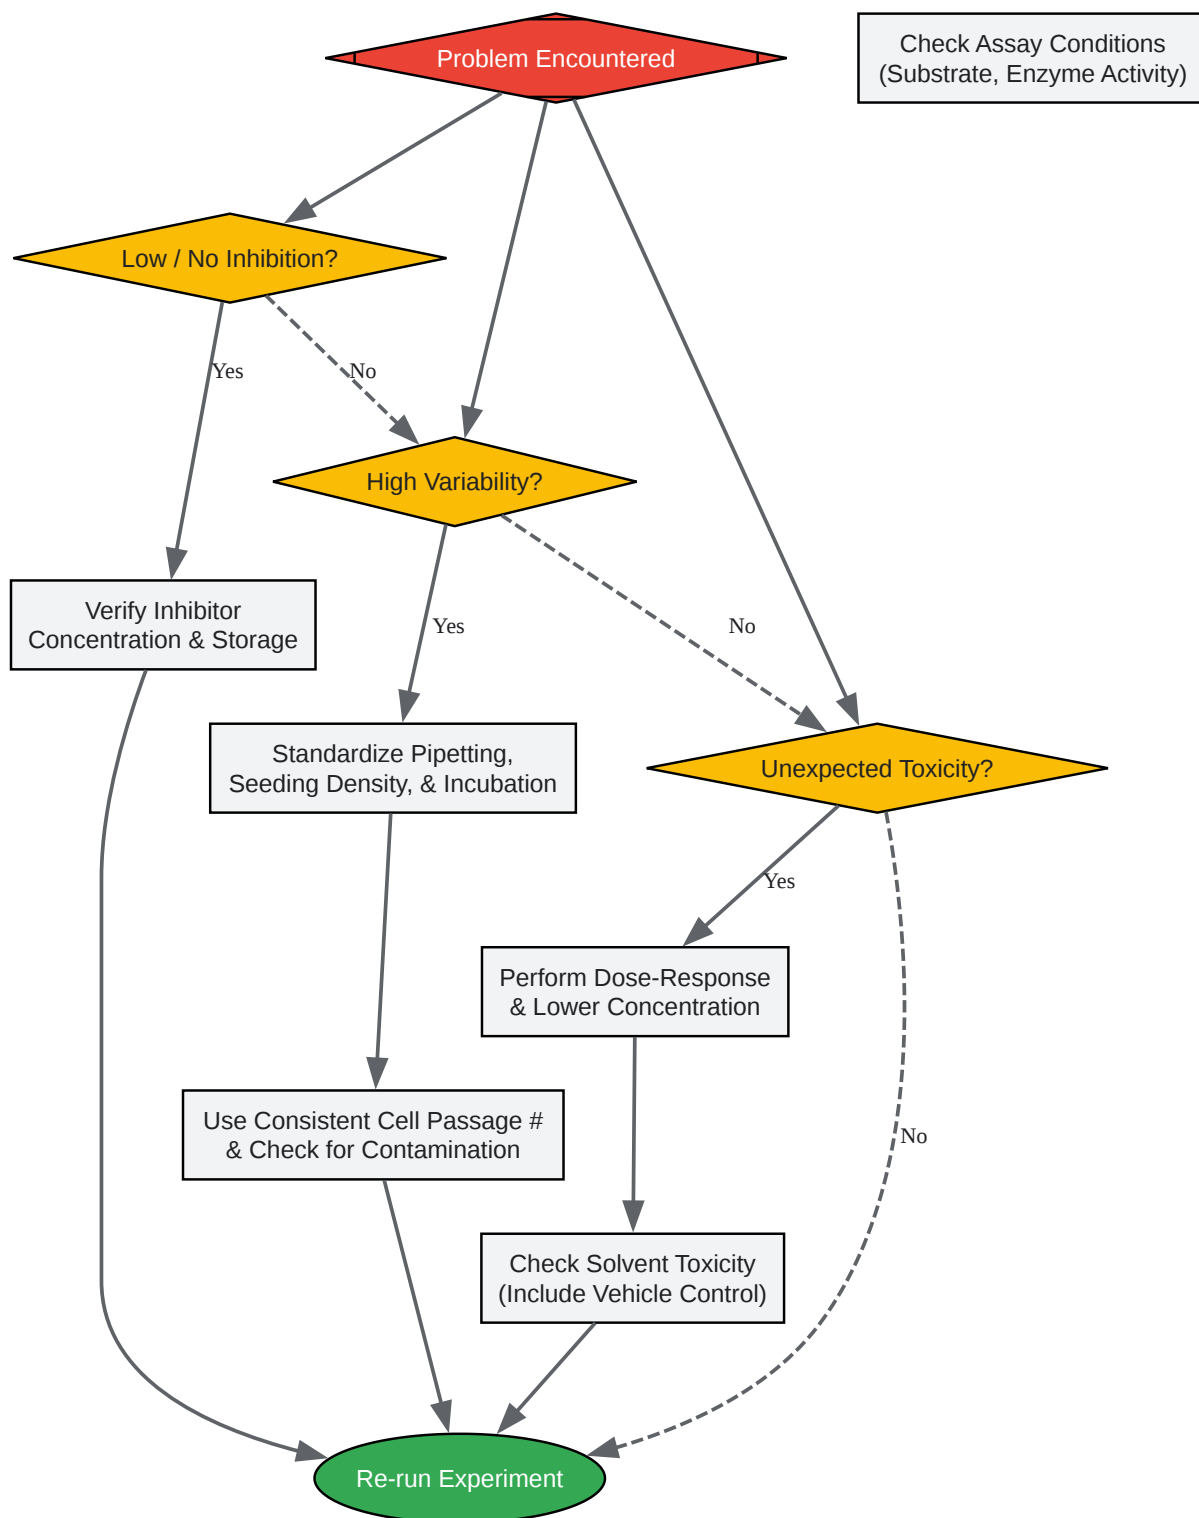 Problem Encountered
Check Assay Conditions
(Substrate, Enzyme Activity)
Low / No Inhibition?
Yes
No
High Variability?
Verify Inhibitor
Concentration & Storage
Yes
No
Standardize Pipetting,
Seeding Density, & Incubation
Unexpected Toxicity?
Yes
Perform Dose-Response
& Lower Concentration
Use Consistent Cell Passage #
& Check for Contamination
No
Check Solvent Toxicity
(Include Vehicle Control)
Re-run Experiment